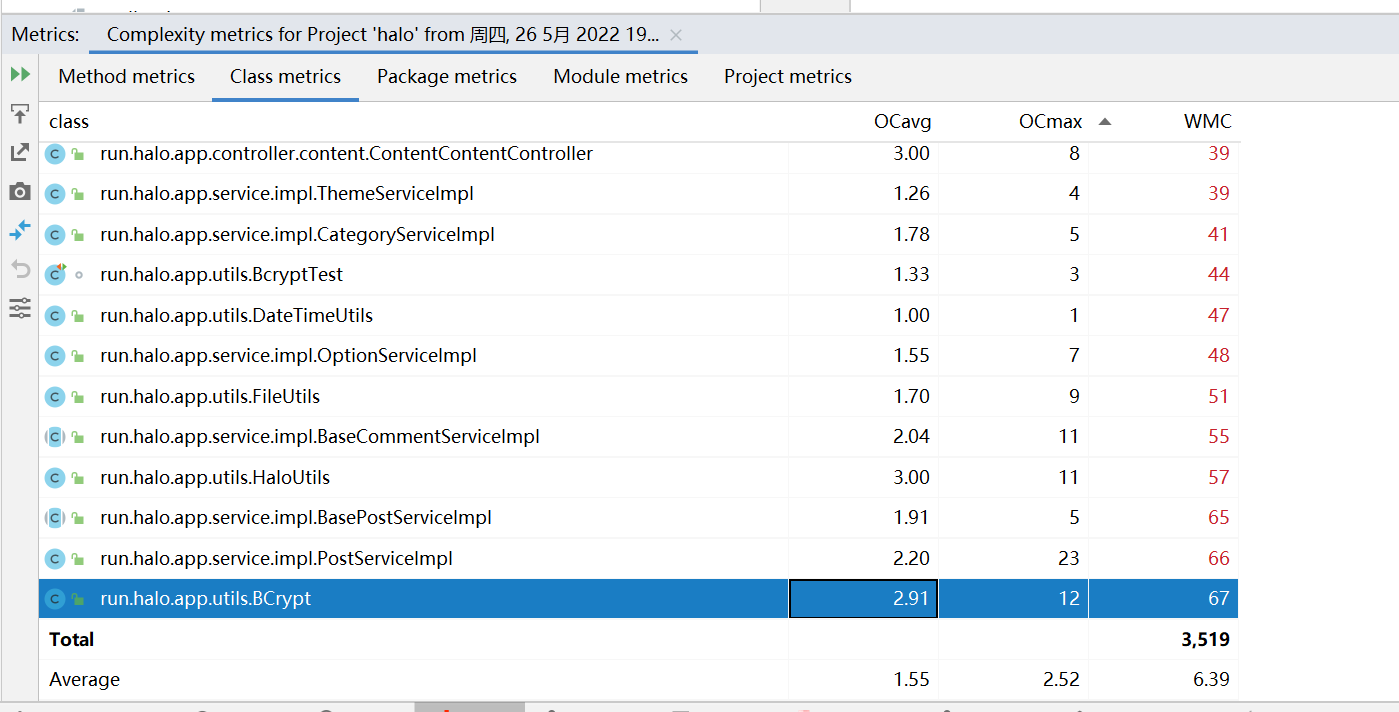 Metrics: Complexity metrics for Project 'halo' from 周四, 26 5月 2022 19...
Method metrics Class metrics Package metrics Module metrics Project metrics
class OCavg OCmax WMC
run.halo.app.controller.content.ContentContentController 3.00 8 39
run.halo.app.service.impl.ThemeServiceImpl 1.26 4 39
run.halo.app.service.impl.CategoryServiceImpl 1.78 5 41
run.halo.app.utils.BcryptTest 1.33 3 44
run.halo.app.utils.DateTimeUtils 1.00 1 47
run.halo.app.service.impl.OptionServiceImpl 1.55 7 48
run.halo.app.utils.FileUtils 1.70 9 51
run.halo.app.service.impl.BaseCommentServiceImpl 2.04 11 55
run.halo.app.utils.HaloUtils 3.00 11 57
run.halo.app.service.impl.BasePostServiceImpl 1.91 5 65
run.halo.app.service.impl.PostServiceImpl 2.20 23 66
run.halo.app.utils.BCrypt 2.91 12 67
Total 3,519
Average 1.55 2.52 6.39